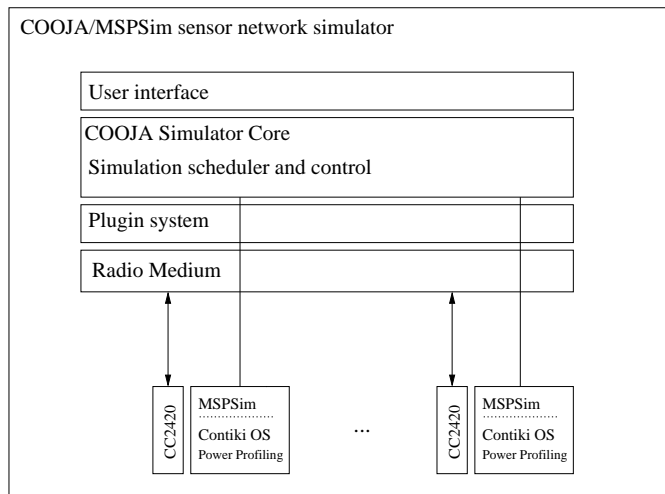 COOJA/MSPSim sensor network simulator
User interface
COOJA Simulator Core
Simulation scheduler and control
Plugin system
Radio Medium
CC2420
MSPSim
Contiki OS
Power Profiling
...
CC2420
MSPSim
Contiki OS
Power Profiling